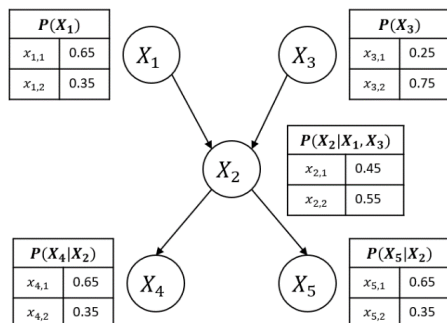 P(X1)
x1,1 0.65
x1,2 0.35
X1
X3
P(X3)
x3,1 0.25
x3,2 0.75
X2
P(X2|X1, X3)
x2,1 0.45
x2,2 0.55
P(X4|X2)
x4,1 0.65
x4,2 0.35
X4
X5
P(X5|X2)
x5,1 0.65
x5,2 0.35